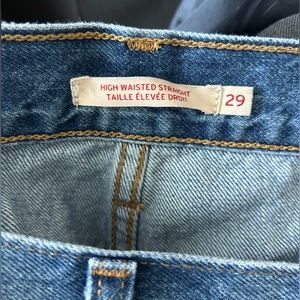 HIGH WAISTED STRAIGHT
TAILLE ÉLEVÉE DROIT
29